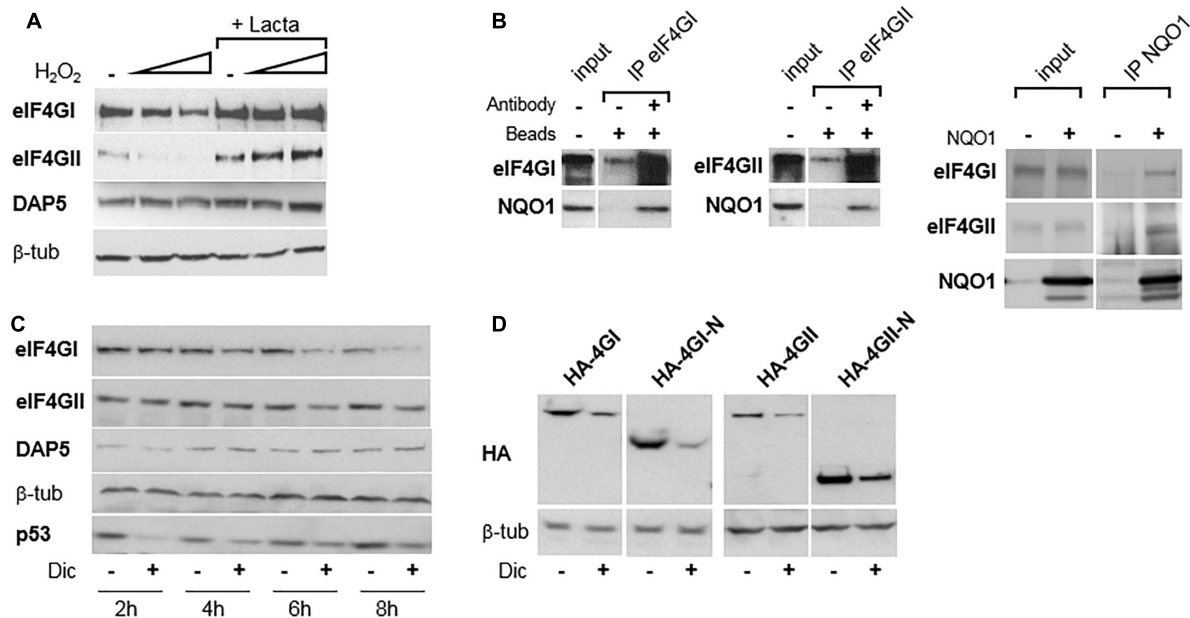 A
+ Lacta
H₂O₂ - -
eIF4GI
eIF4GII
DAP5
β-tub
B
input IP eIF4GI
Antibody - - +
Beads - + +
eIF4GI
NQO1
input IP eIF4GII
- - +
- + +
eIF4GII
NQO1
input IP NQO1
NQO1 - + - +
eIF4GI
eIF4GII
NQO1
C
eIF4GI
eIF4GII
DAP5
β-tub
p53
Dic - + - + - + - +
2h 4h 6h 8h
D
HA-4GI HA-4GI-N HA-4GII HA-4GII-N
HA
β-tub
Dic - + - + - + - +